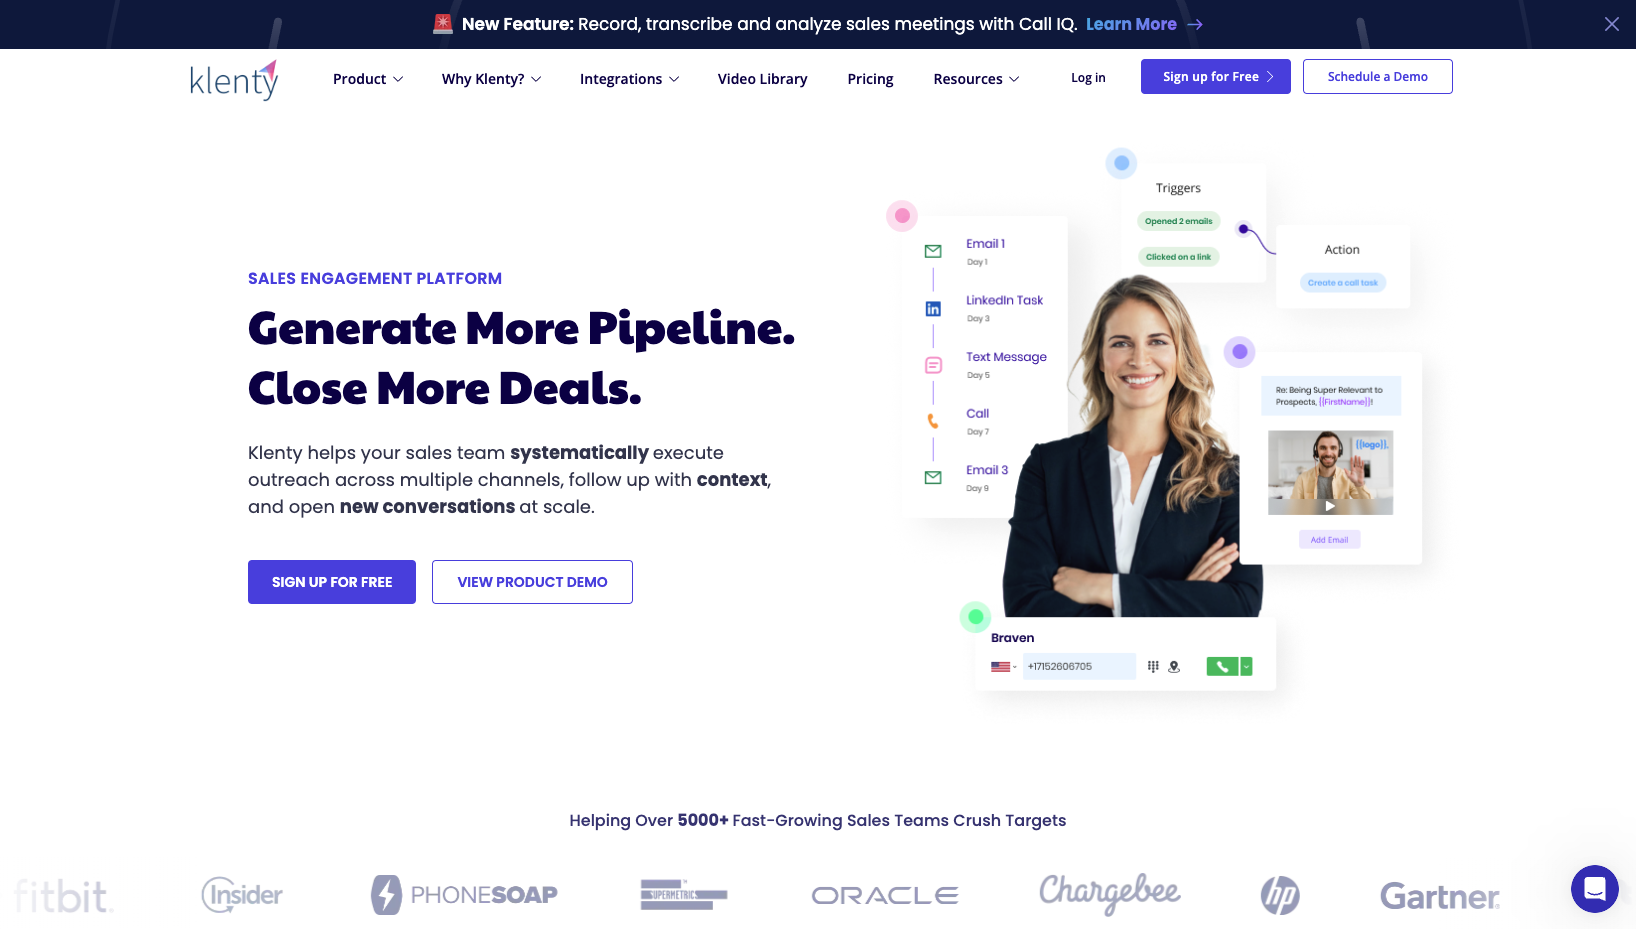 New Feature: Record, transcribe and analyze sales meetings with Call IQ. Learn More →
klenty
Product
Why Klenty?
Integrations
Video Library
Pricing
Resources
Log in
Sign up for Free
Schedule a Demo
SALES ENGAGEMENT PLATFORM
Generate More Pipeline.
Close More Deals.
Klenty helps your sales team systematically execute
outreach across multiple channels, follow up with context,
and open new conversations at scale.
SIGN UP FOR FREE
VIEW PRODUCT DEMO
Email 1
Day 1
LinkedIn Task
Day 3
Text Message
Day 5
Call
Day 7
Email 3
Day 9
Triggers
Opened 2 emails
Clicked on a link
Action
Create a call task
Re: Being Super Relevant to
Prospects, {{FirstName}}!
{{logo}}.
Add Email
Braven
+17152606705
Helping Over 5000+ Fast-Growing Sales Teams Crush Targets
fitbit.
Insider
PHONESOAP
SUPERMETRICS
ORACLE
Chargebee
hp
Gartner